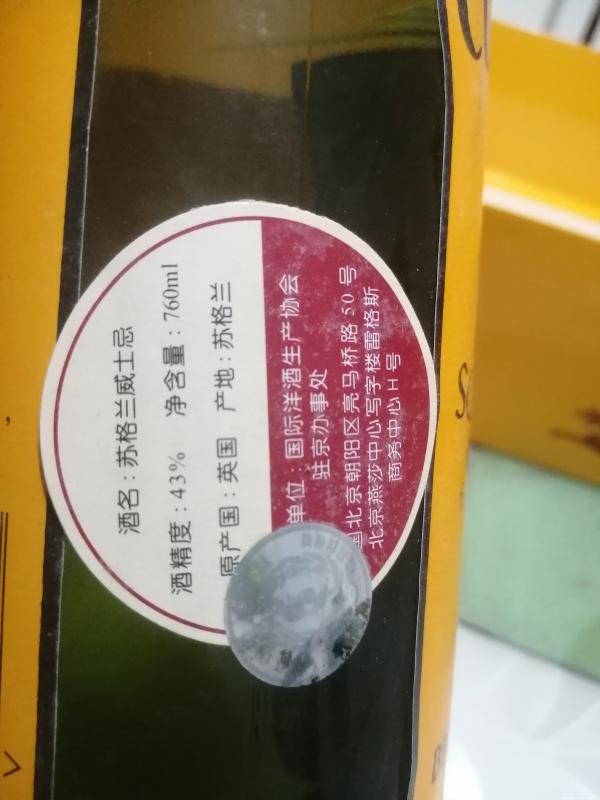 酒名：苏格兰威士忌
酒精度：43%　净含量：760ml
原产国：英国　产地：苏格兰
单位：国际洋酒生产协会
驻京办事处
国北京朝阳区亮马桥路50号
北京燕莎中心写字楼雷格斯
商务中心H号